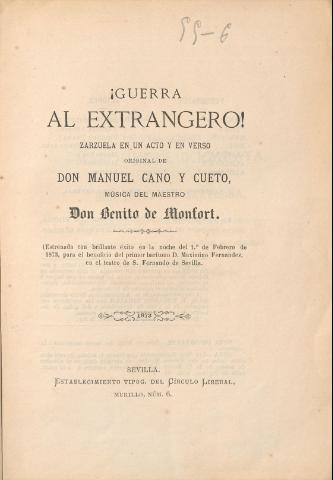 55-6
¡GUERRA
AL EXTRANGERO!
ZARZUELA EN UN ACTO Y EN VERSO
ORIGINAL DE
DON MANUEL CANO Y CUETO,
MÚSICA DEL MAESTRO
Don Benito de Monfort.
(Estrenada con brillante éxito en la noche del 1.º de Febrero de
1873, para el beneficio del primer barítono D. Maximino Fernandez,
en el teatro de S. Fernando de Sevilla.
1873
SEVILLA.
ESTABLECIMIENTO TIPOG. DEL CÍRCULO LIBERAL,
MURILLO, NÚM. 6.